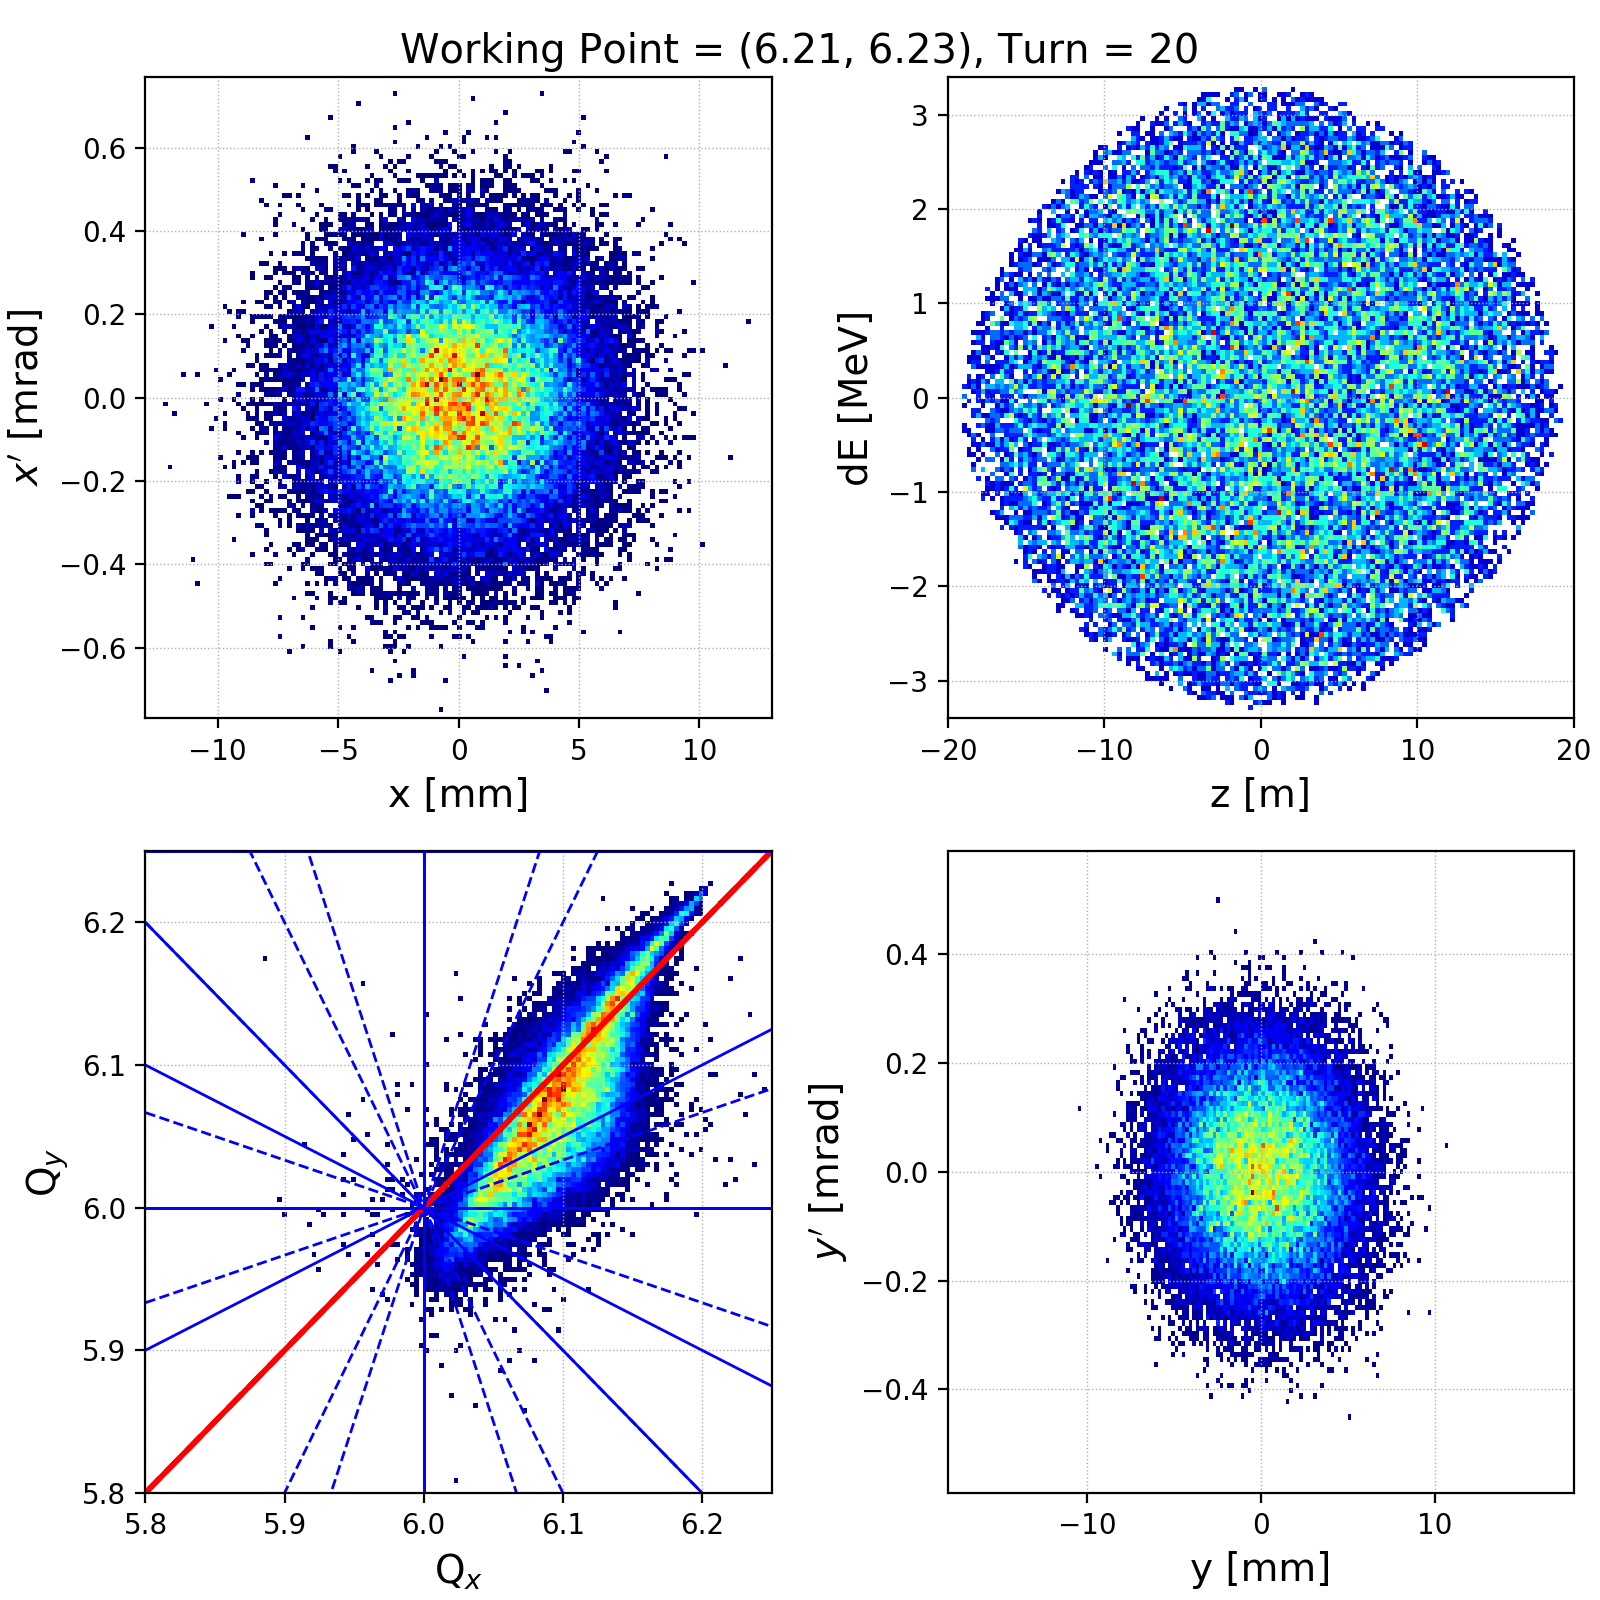 Working Point = (6.21, 6.23), Turn = 20
0.6
0.4
0.2
0.0
−0.2
−0.4
−0.6
x′ [mrad]
−10 −5 0 5 10
x [mm]
3
2
1
0
−1
−2
−3
dE [MeV]
−20 −10 0 10 20
z [m]
6.2
6.1
6.0
5.9
5.8
Qy
5.8 5.9 6.0 6.1 6.2
Qx
0.4
0.2
0.0
−0.2
−0.4
y′ [mrad]
−10 0 10
y [mm]